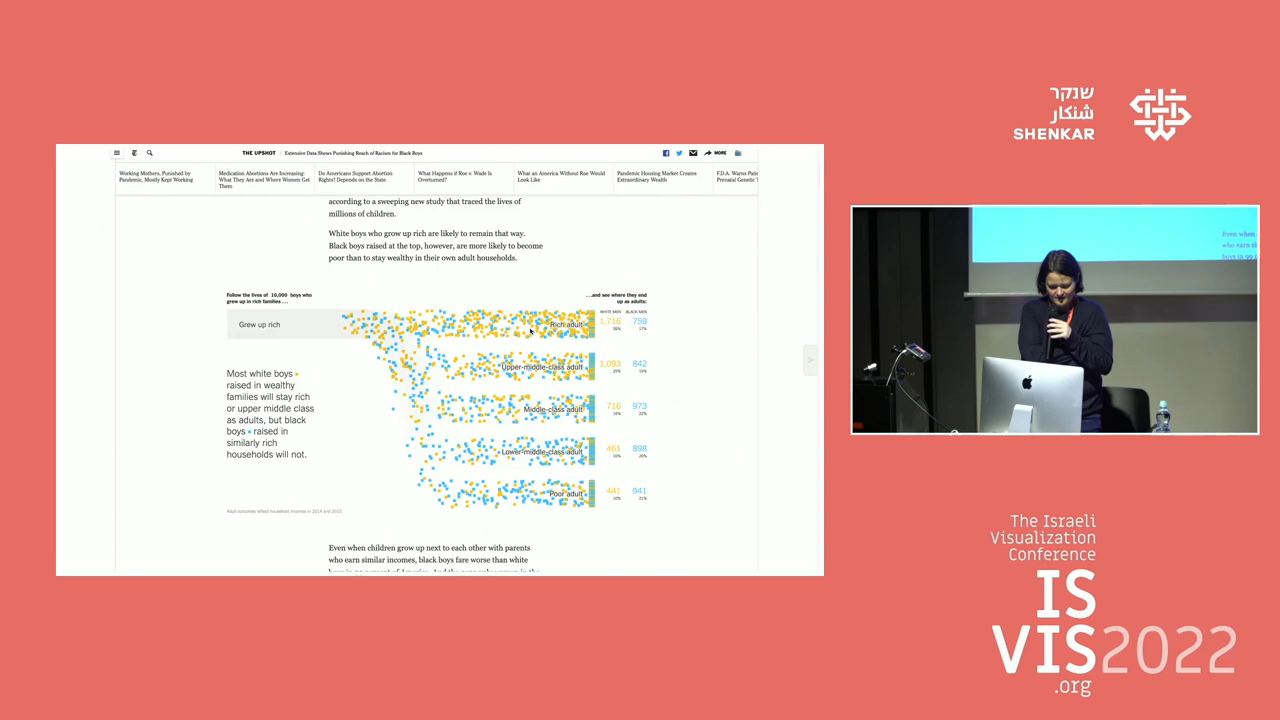 THE UPSHOT
Extensive Data Shows Punishing Reach of Racism for Black Boys
MORE
Working Mothers, Punished by
Pandemic, Mostly Kept Working
Medication Abortions Are Increasing:
What They Are and Where Women Get
Them
Do Americans Support Abortion
Rights? Depends on the State.
What Happens if Roe v. Wade Is
Overturned?
What an America Without Roe Would
Look Like
Pandemic Housing Market Creates
Extraordinary Wealth
F.D.A. Warns
Prenatal Genetic
according to a sweeping new study that traced the lives of
millions of children.
White boys who grow up rich are likely to remain that way.
Black boys raised at the top, however, are more likely to become
poor than to stay wealthy in their own adult households.
Follow the lives of 10,000 boys who
grew up in rich families ...
...and see where they end
up as adults:
WHITE MEN BLACK MEN
Grew up rich
Rich adult
1,716 759
17%
Upper-middle-class adult
1,093 842
25% 19%
Middle-class adult
716 973
16% 22%
Lower-middle-class adult
461 898
10% 20%
Poor adult
441 941
10% 21%
Most white boys
raised in wealthy
families will stay rich
or upper middle class
as adults, but black
boys raised in
similarly rich
households will not.
Adult outcomes reflect household incomes in 2014 and 2015.
Even when children grow up next to each other with parents
who earn similar incomes, black boys fare worse than white
שנקר
شنكار
SHENKAR
Even when
who earn
boys in 99
The Israeli
Visualization
Conference
IS
VIS2022
.org